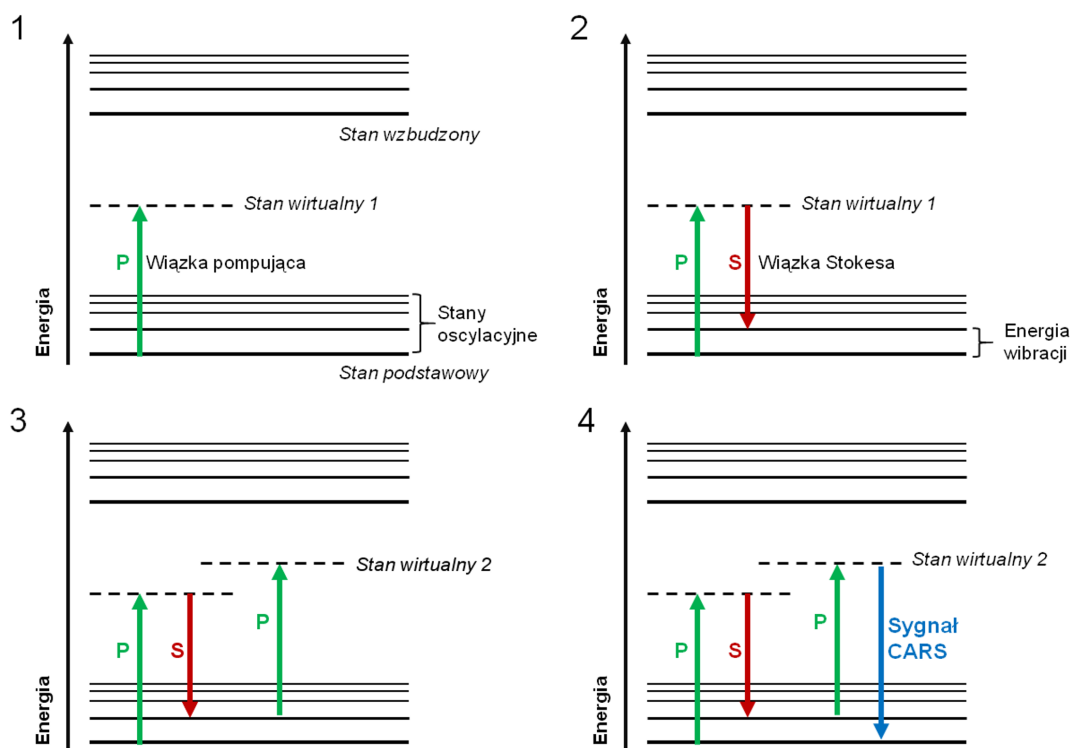 1
Stan wzbudzony
Stan wirtualny 1
P Wiązka pompująca
Stany
oscylacyjne
Stan podstawowy
Energia
2
Stan wirtualny 1
P S Wiązka Stokesa
Energia
wibracji
Energia
3
Stan wirtualny 2
P S P
Energia
4
Stan wirtualny 2
P S P Sygnał
CARS
Energia